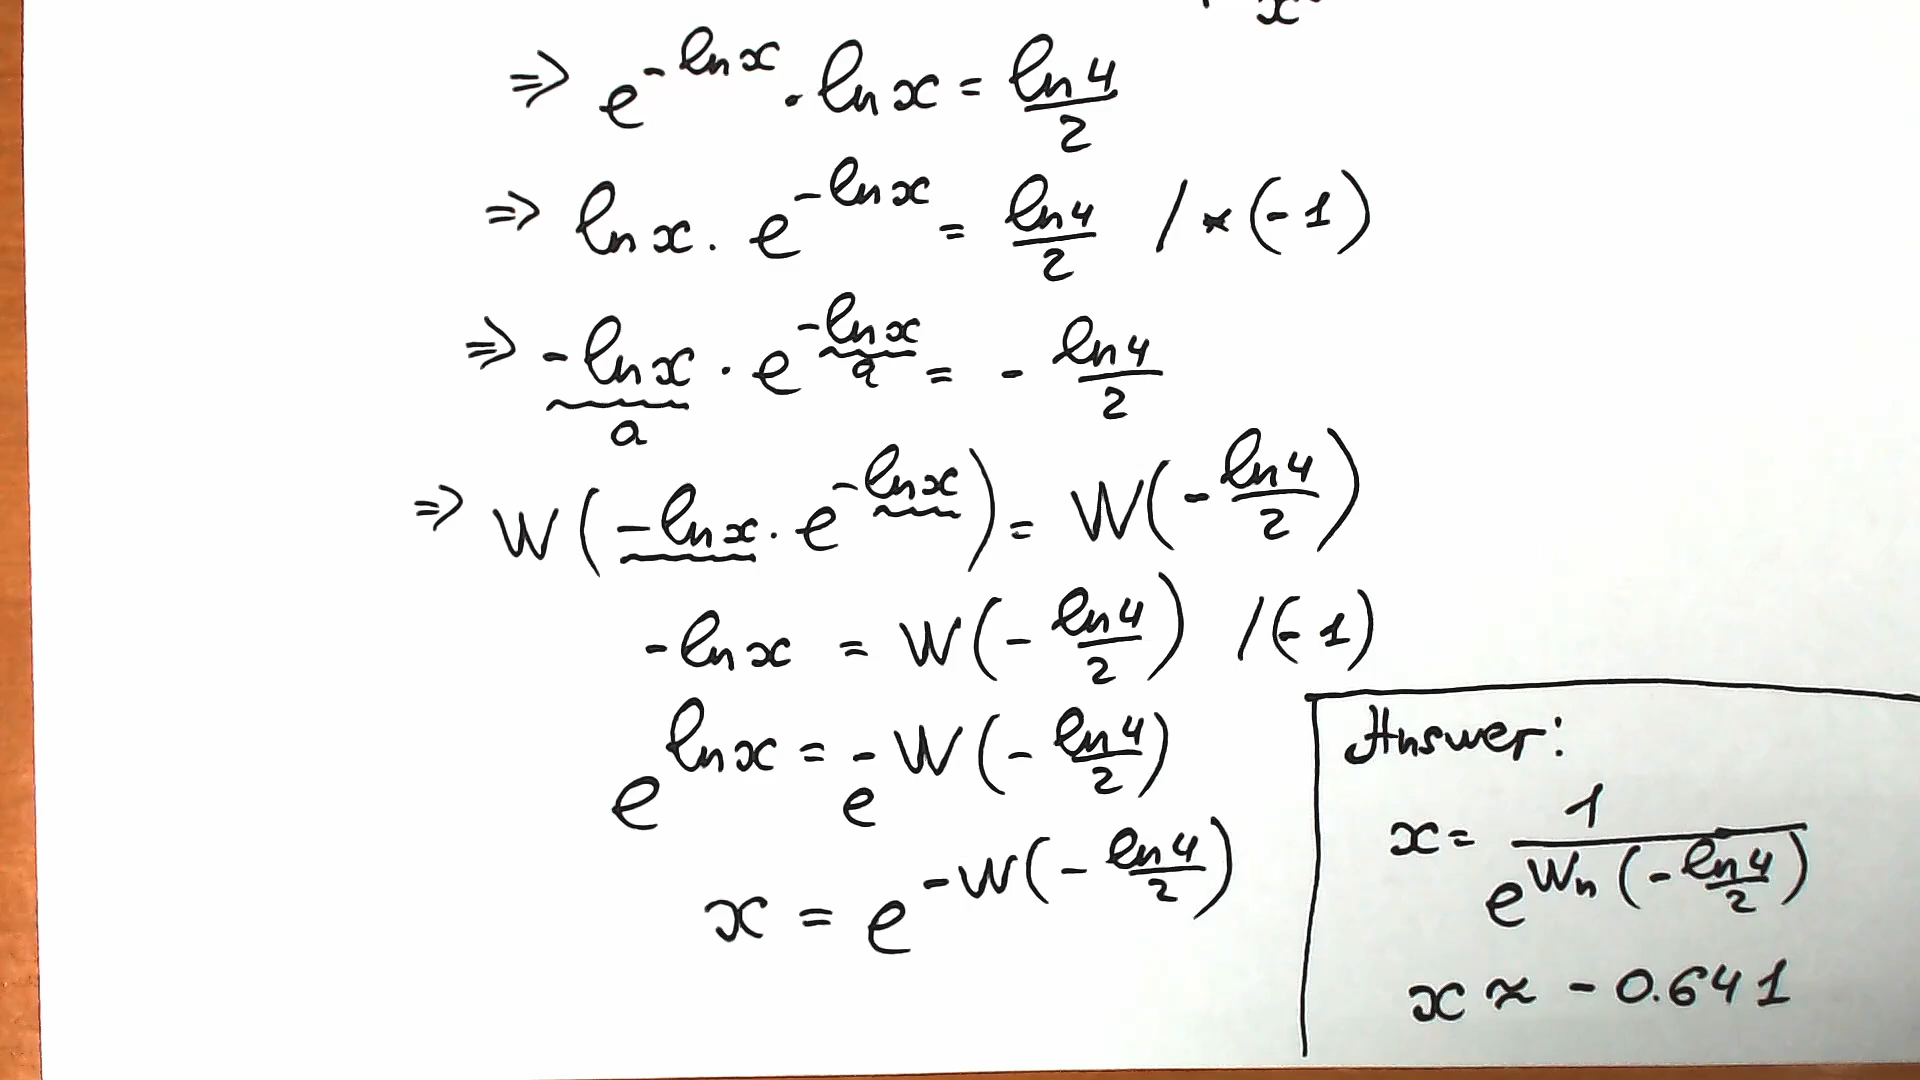 x
⇒ e^{-ln x} · ln x = ln4/2
⇒ ln x · e^{-ln x} = ln4/2 / * (-1)
⇒ -ln x · e^{-ln x} = - ln4/2
a a
⇒ W(-ln x · e^{-ln x}) = W(- ln4/2)
-ln x = W(- ln4/2) /(-1)
e^{ln x} = e^{-W(- ln4/2)}
x = e^{-W(- ln4/2)}
Answer:
x = 1/e^{W_n(- ln4/2)}
x ≈ -0.641